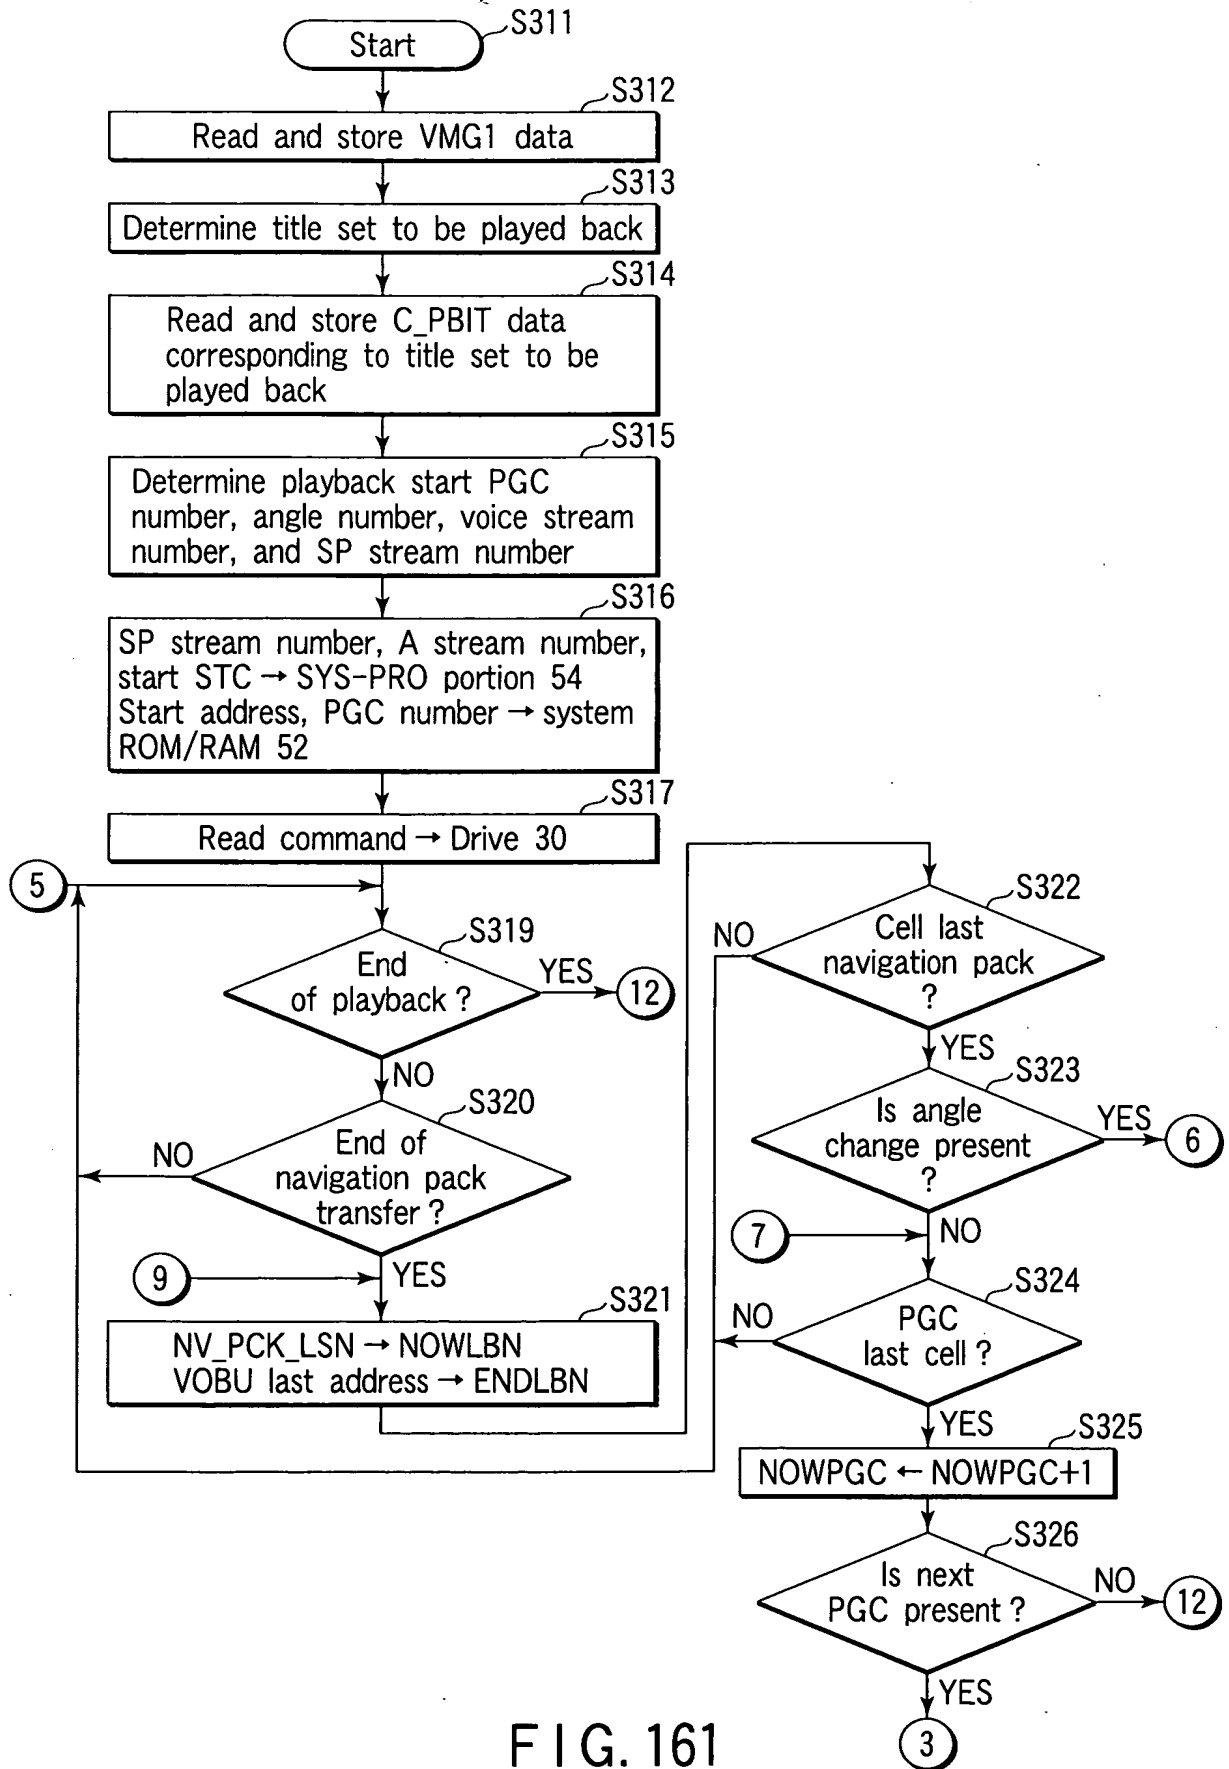 S311
Start
S312
Read and store VMG1 data
S313
Determine title set to be played back
S314
Read and store C_PBIT data
corresponding to title set to be
played back
S315
Determine playback start PGC
number, angle number, voice stream
number, and SP stream number
S316
SP stream number, A stream number,
start STC → SYS-PRO portion 54
Start address, PGC number → system
ROM/RAM 52
S317
Read command → Drive 30
5
S319
End
of playback ?
YES
12
NO
S320
End of
navigation pack
transfer ?
NO
YES
9
S321
NV_PCK_LSN → NOWLBN
VOBU last address → ENDLBN
S322
Cell last
navigation pack
?
NO
YES
S323
Is angle
change present
?
YES
6
NO
7
S324
PGC
last cell ?
NO
YES
S325
NOWPGC ← NOWPGC+1
S326
Is next
PGC present ?
NO
12
YES
3
FIG. 161